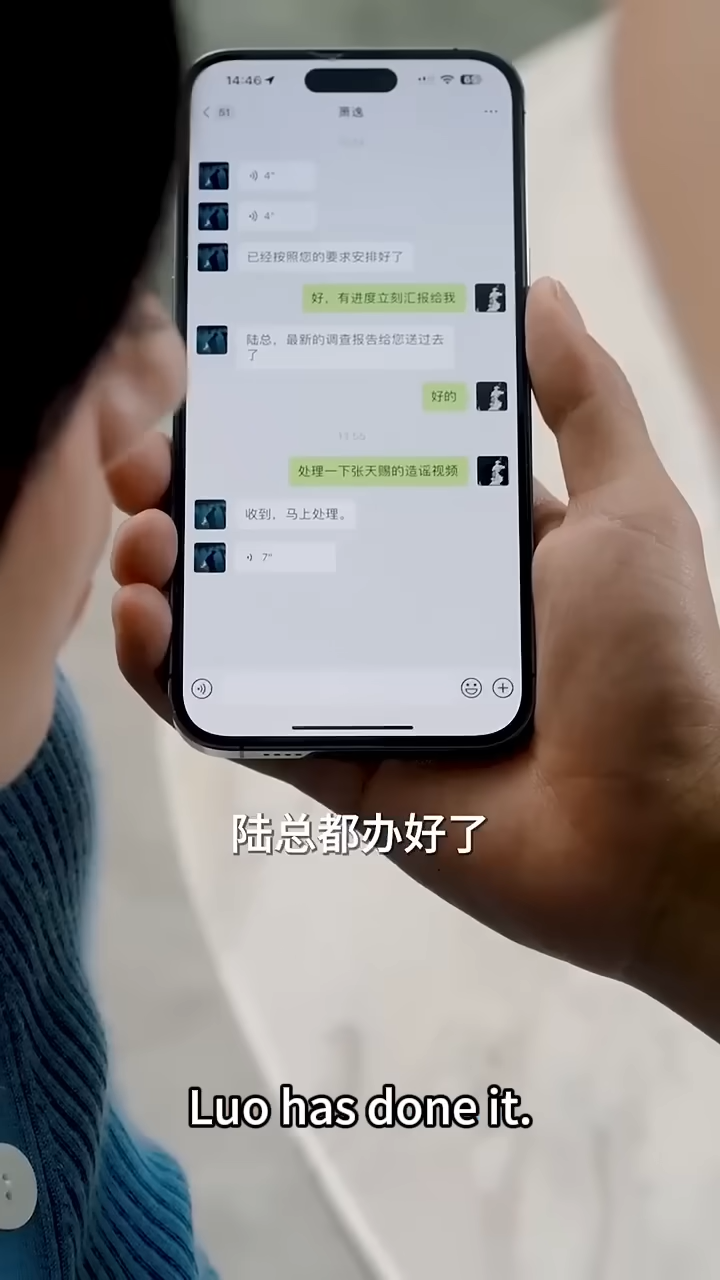 14:46
51
萧逸
4"
4"
已经按照您的要求安排好了
好，有进度立刻汇报给我
陆总，最新的调查报告给您送过去
了
好的
处理一下张天赐的造谣视频
收到，马上处理。
7"
陆总都办好了
Luo has done it.